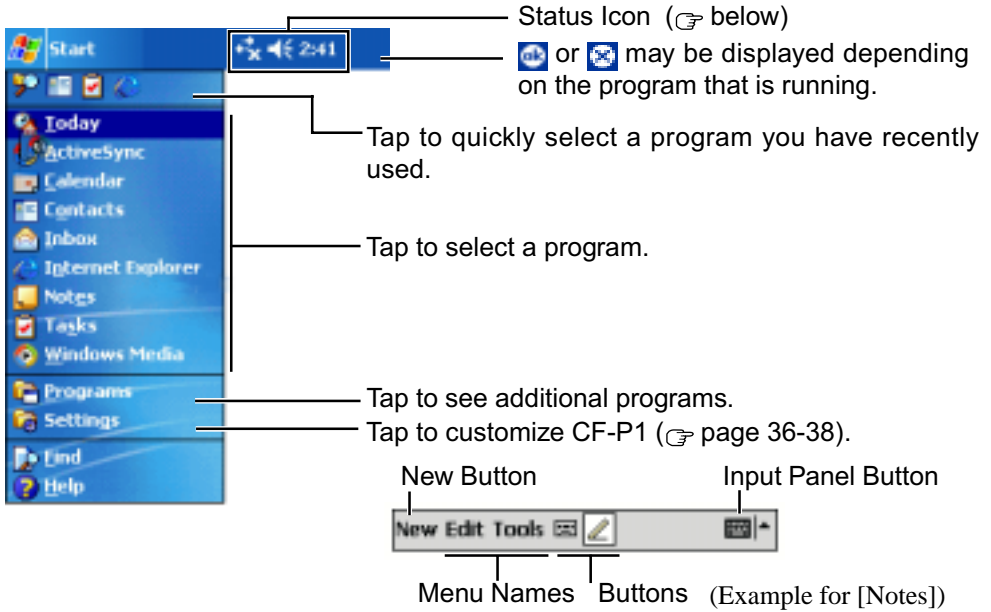 Status Icon ( below)
Start
2:41
ok or may be displayed depending
on the program that is running.
Tap to quickly select a program you have recently
used.
Today
ActiveSync
Calendar
Contacts
Inbox
Internet Explorer
Notes
Tasks
Windows Media
Tap to select a program.
Programs
Settings
Find
Help
Tap to see additional programs.
Tap to customize CF-P1 ( page 36-38).
New Button
Input Panel Button
New Edit Tools
Menu Names
Buttons
(Example for [Notes])